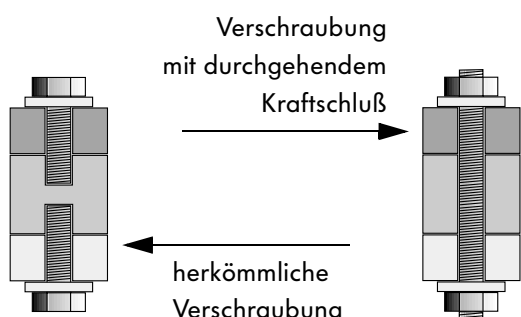 Verschraubung
mit durchgehendem
Kraftschluß
herkömmliche
Verschraubung